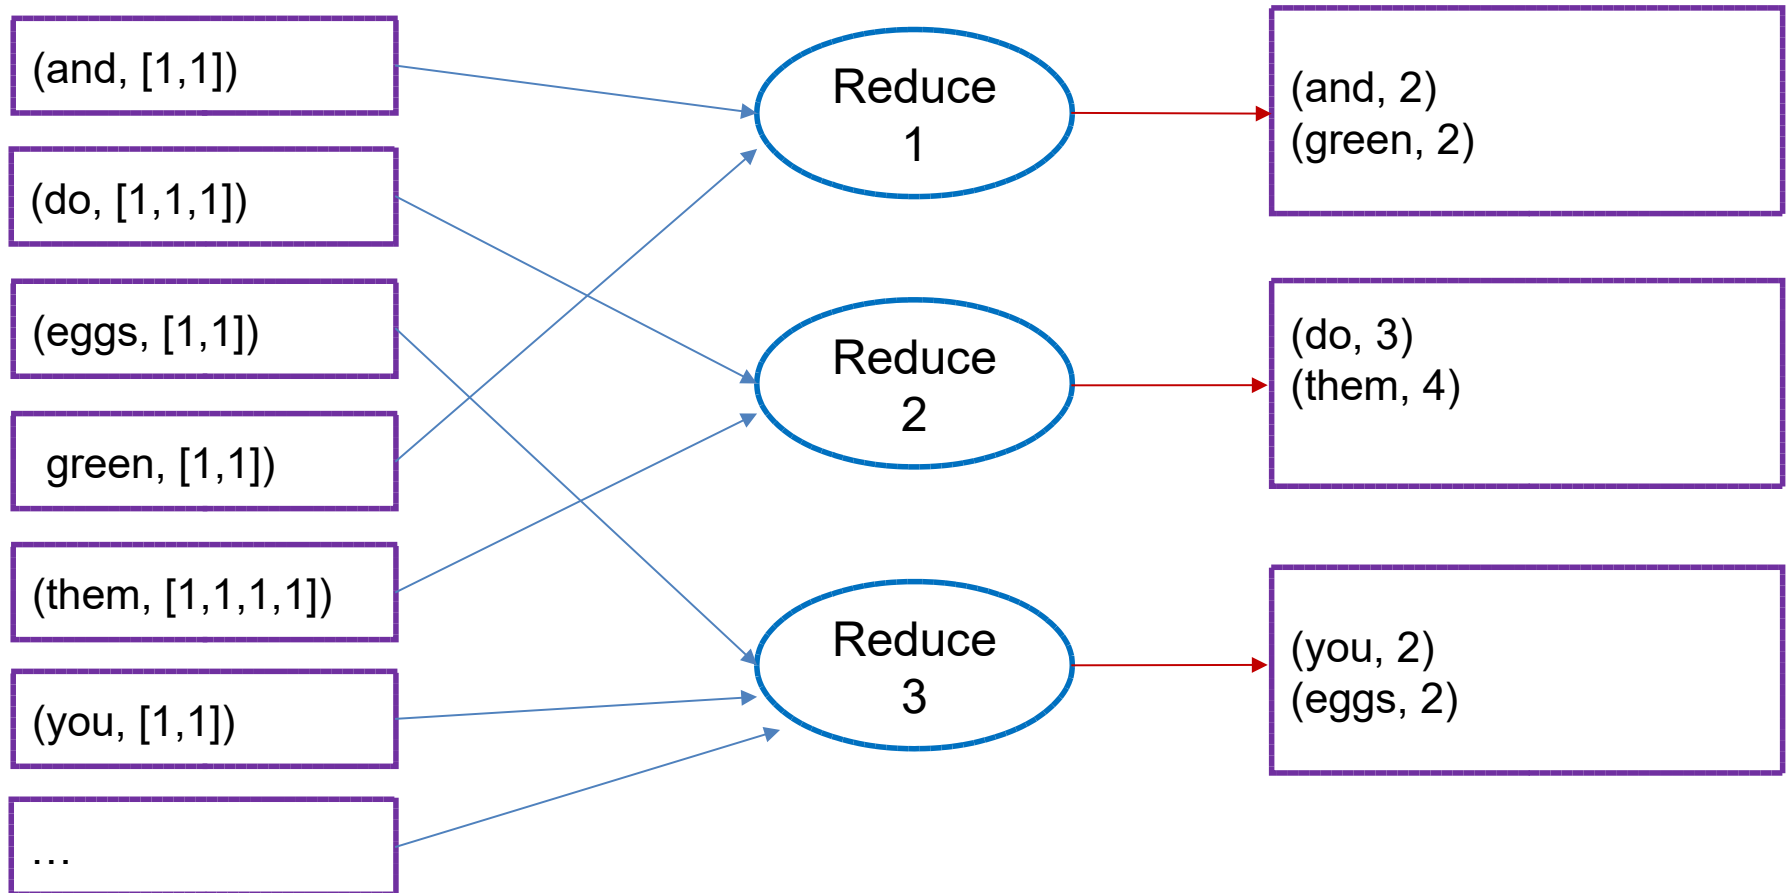 (and, [1,1])
(do, [1,1,1])
(eggs, [1,1])
green, [1,1])
(them, [1,1,1,1])
(you, [1,1])
…
Reduce
1
Reduce
2
Reduce
3
(and, 2)
(green, 2)
(do, 3)
(them, 4)
(you, 2)
(eggs, 2)